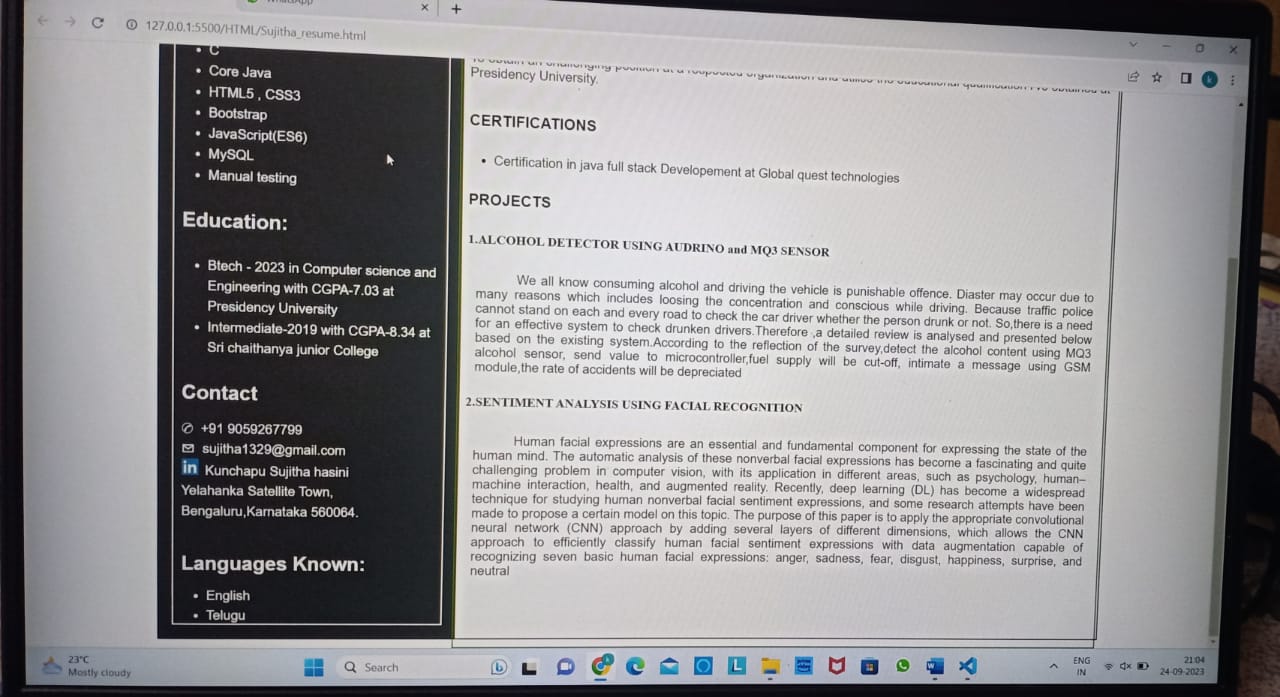 WhatsApp
127.0.0.1:5500/HTML/Sujitha_resume.html
k
C
Core Java
HTML5 , CSS3
Bootstrap
JavaScript(ES6)
MySQL
Manual testing
Education:
Btech - 2023 in Computer science and
Engineering with CGPA-7.03 at
Presidency University
Intermediate-2019 with CGPA-8.34 at
Sri chaithanya junior College
Contact
+91 9059267799
sujitha1329@gmail.com
in Kunchapu Sujitha hasini
Yelahanka Satellite Town,
Bengaluru,Karnataka 560064.
Languages Known:
English
Telugu
Presidency University.
CERTIFICATIONS
Certification in java full stack Developement at Global quest technologies
PROJECTS
1.ALCOHOL DETECTOR USING AUDRINO and MQ3 SENSOR
We all know consuming alcohol and driving the vehicle is punishable offence. Diaster may occur due to
many reasons which includes loosing the concentration and conscious while driving. Because traffic police
cannot stand on each and every road to check the car driver whether the person drunk or not. So,there is a need
for an effective system to check drunken drivers.Therefore ,a detailed review is analysed and presented below
based on the existing system.According to the reflection of the survey,detect the alcohol content using MQ3
alcohol sensor, send value to microcontroller,fuel supply will be cut-off, intimate a message using GSM
module,the rate of accidents will be depreciated
2.SENTIMENT ANALYSIS USING FACIAL RECOGNITION
Human facial expressions are an essential and fundamental component for expressing the state of the
human mind. The automatic analysis of these nonverbal facial expressions has become a fascinating and quite
challenging problem in computer vision, with its application in different areas, such as psychology, human–
machine interaction, health, and augmented reality. Recently, deep learning (DL) has become a widespread
technique for studying human nonverbal facial sentiment expressions, and some research attempts have been
made to propose a certain model on this topic. The purpose of this paper is to apply the appropriate convolutional
neural network (CNN) approach by adding several layers of different dimensions, which allows the CNN
approach to efficiently classify human facial sentiment expressions with data augmentation capable of
recognizing seven basic human facial expressions: anger, sadness, fear, disgust, happiness, surprise, and
neutral
23°C
Mostly cloudy
Search
ENG
IN
21:04
24-09-2023